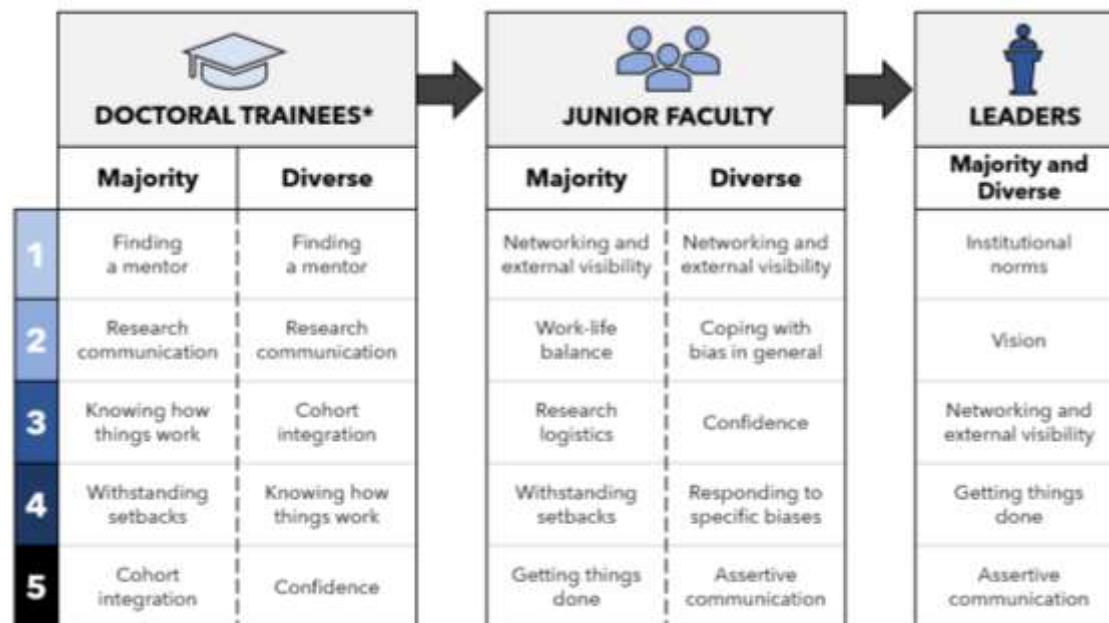 DOCTORAL TRAINEES*
JUNIOR FACULTY
LEADERS
Majority
Diverse
Majority
Diverse
Majority and
Diverse
1
Finding
a mentor
Finding
a mentor
Networking and
external visibility
Networking and
external visibility
Institutional
norms
2
Research
communication
Research
communication
Work-life
balance
Coping with
bias in general
Vision
3
Knowing how
things work
Cohort
integration
Research
logistics
Confidence
Networking and
external visibility
4
Withstanding
setbacks
Knowing how
things work
Withstanding
setbacks
Responding to
specific biases
Getting things
done
5
Cohort
integration
Confidence
Getting things
done
Assertive
communication
Assertive
communication